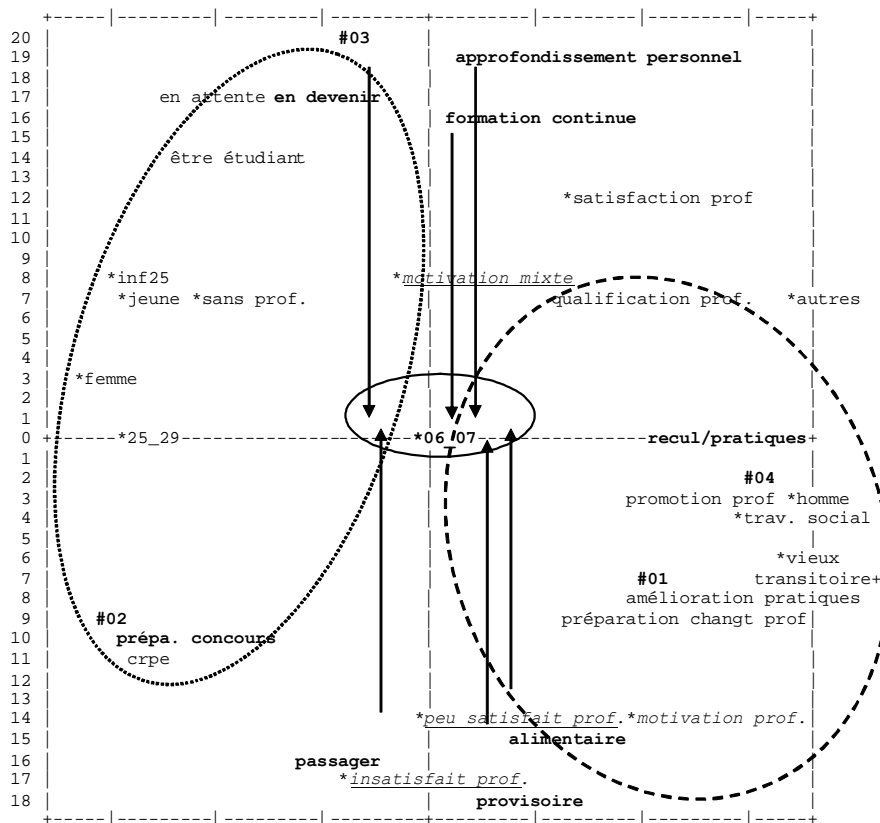 +-----|---------|---------|---------+---------|---------|---------|-----+
20 #03
19 approfondissement personnel
18
17 en attente en devenir
16 formation continue
15
14 être étudiant
13
12 *satisfaction prof
11
10
9
8 *inf25 *motivation mixte
7 *jeune *sans prof. qualification prof. *autres
6
5
4
3 *femme
2
1
0 +------*25_29-----------------------*06_07----------------recul/pratiques+
1
2 #04
3 promotion prof *homme
4 *trav. social
5
6 *vieux
7 #01 transitoire+
8 amélioration pratiques
9 #02 préparation changt prof
10 prépa. concours
11 crpe
12
13
14 *peu satisfait prof.*motivation prof.
15 alimentaire
16 passager
17 *insatisfait prof.
18 provisoire
+-----|---------|---------|---------+---------|---------|---------|-----+